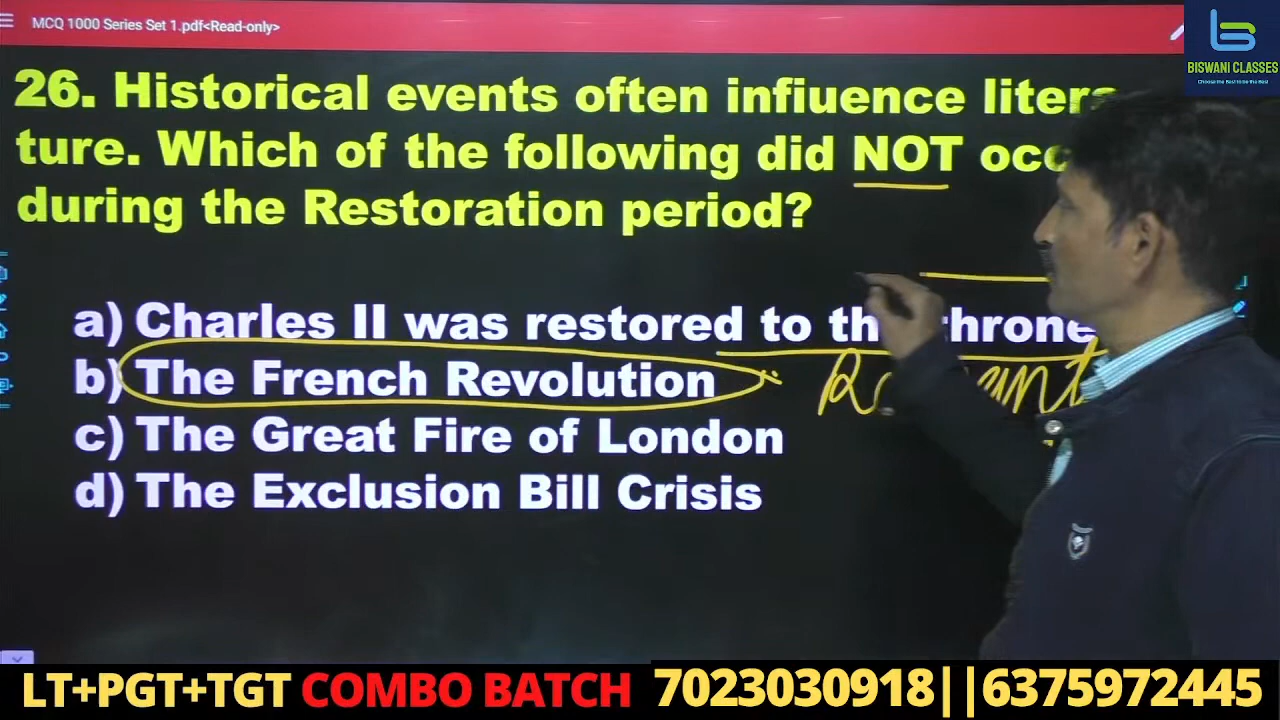 MCQ 1000 Series Set 1.pdf<Read-only>
BISWANI CLASSES
26. Historical events often infiuence litera
ture. Which of the following did NOT occ
during the Restoration period?
a) Charles II was restored to th throne
b) The French Revolution
c) The Great Fire of London
d) The Exclusion Bill Crisis
LT+PGT+TGT COMBO BATCH 7023030918||6375972445